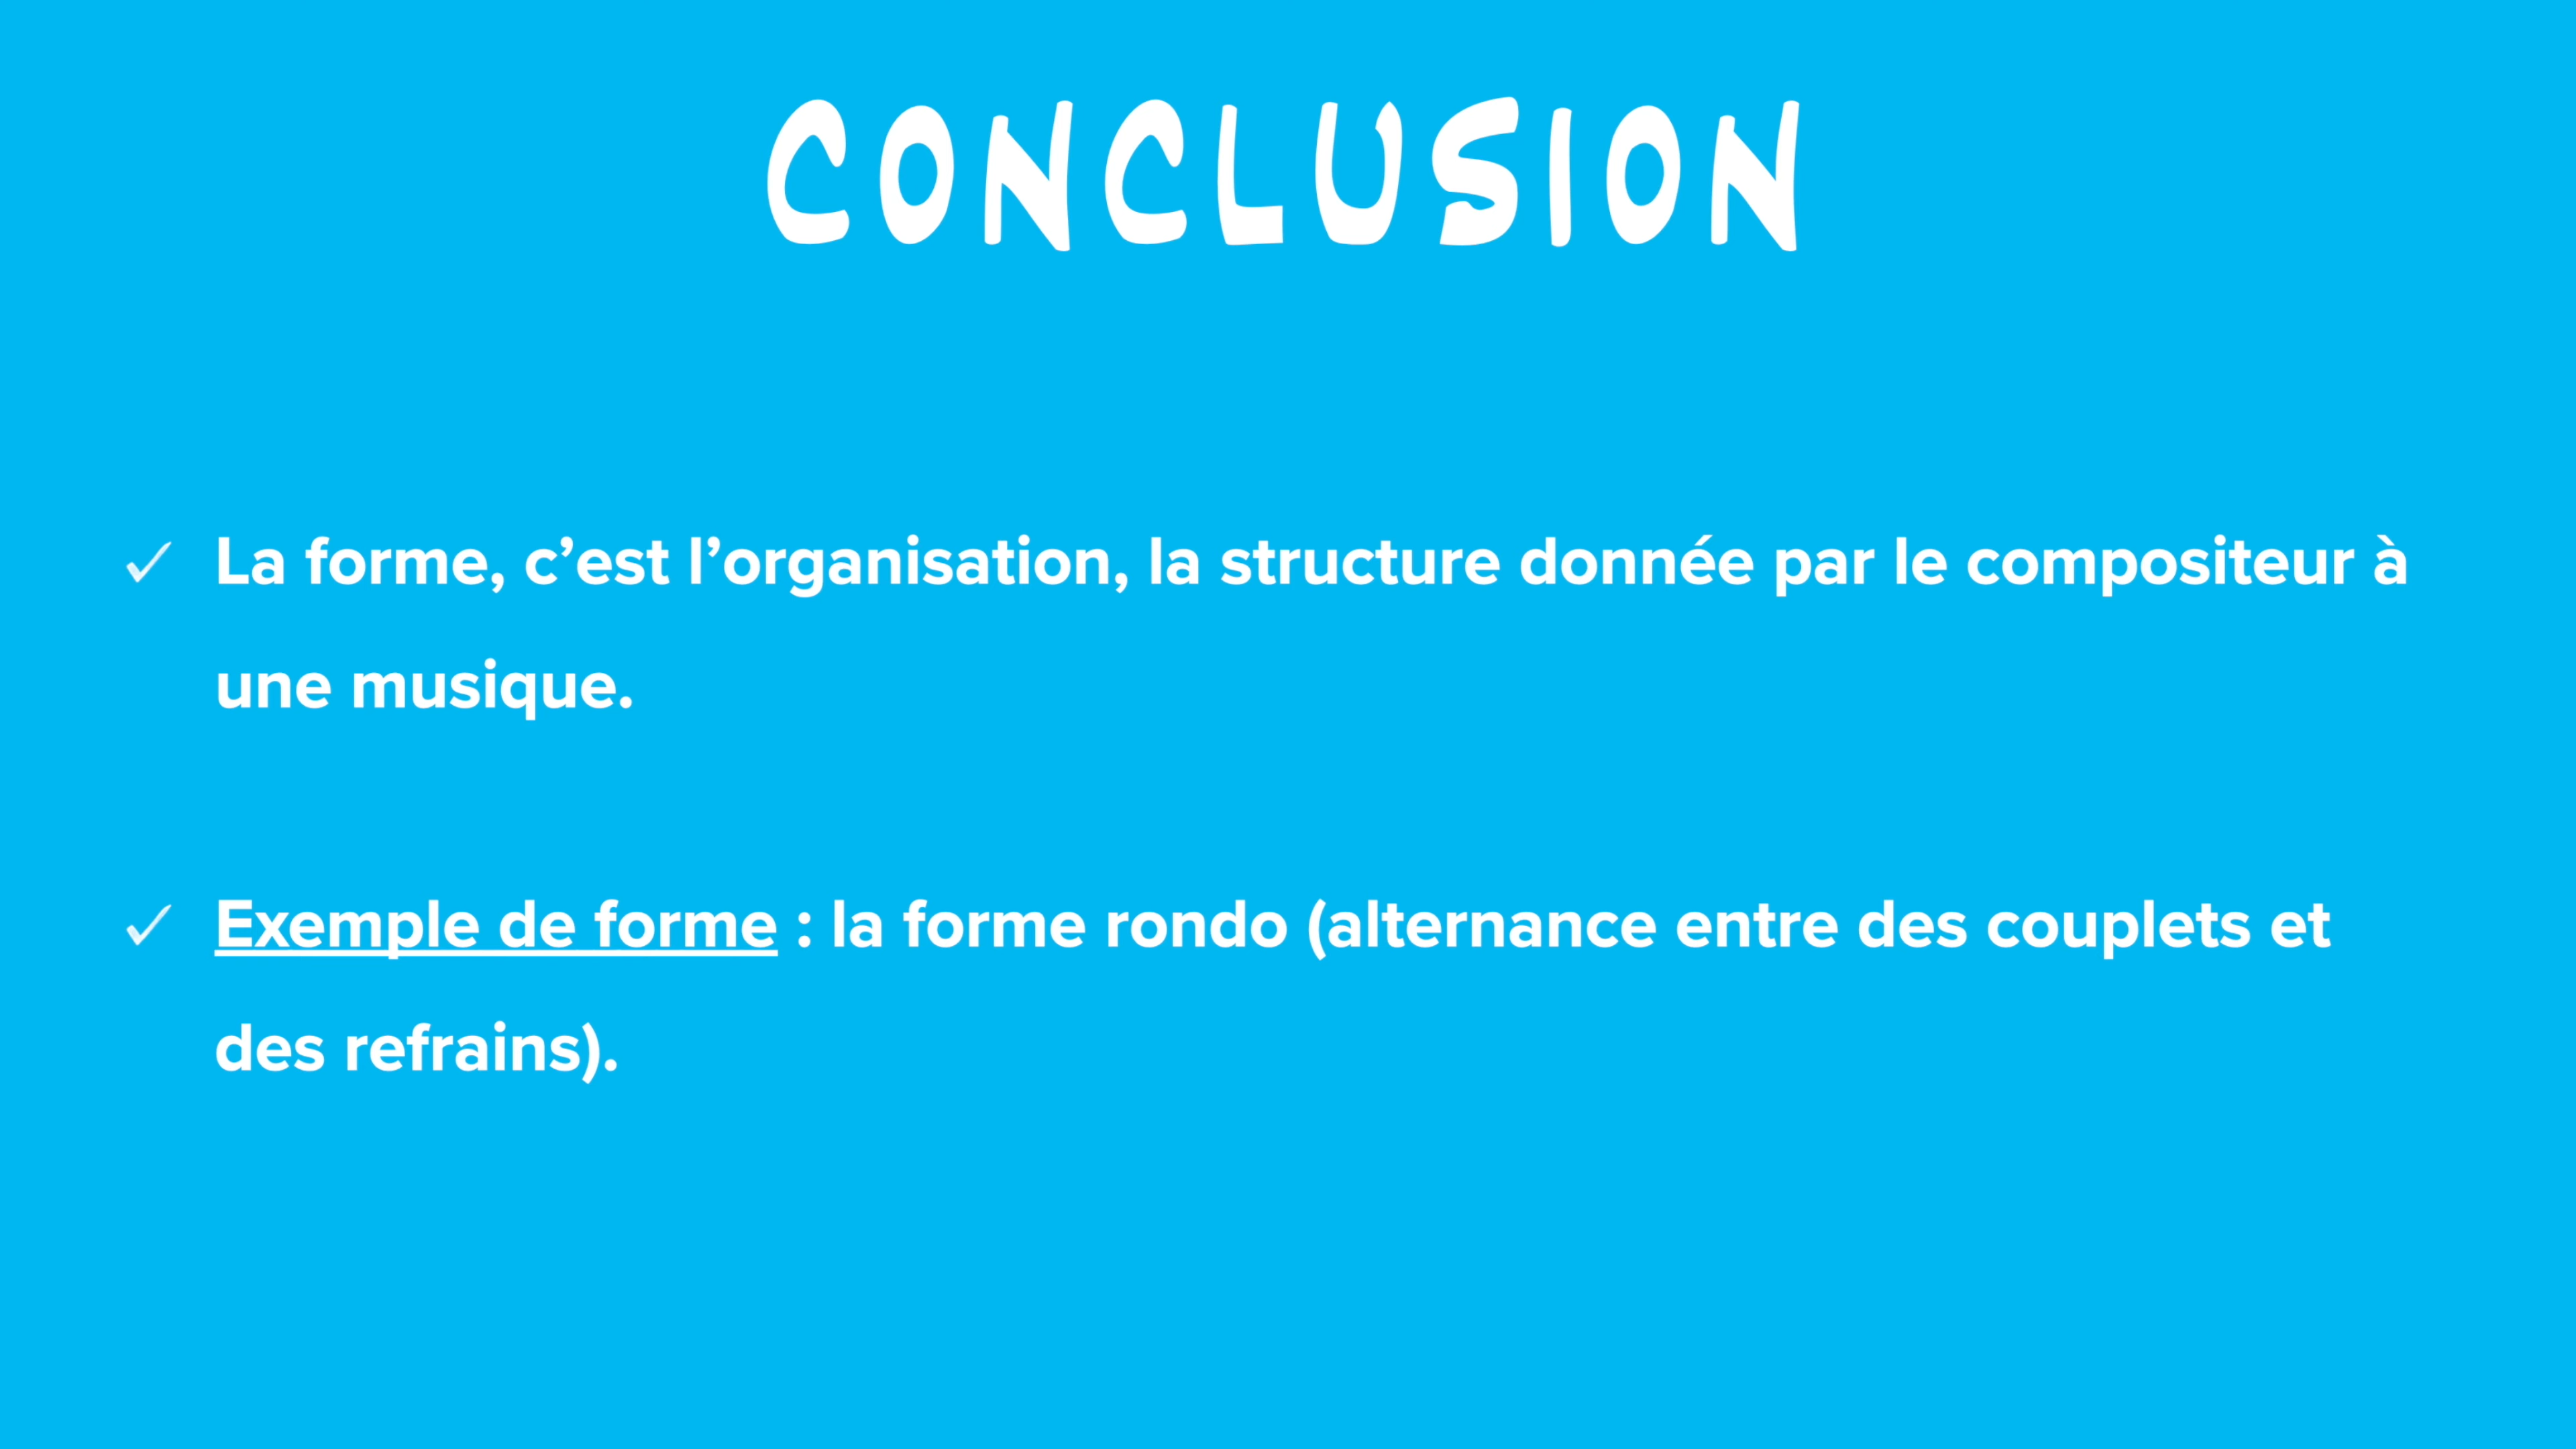 CONCLUSION
✓ La forme, c’est l’organisation, la structure donnée par le compositeur à
une musique.
✓ Exemple de forme : la forme rondo (alternance entre des couplets et
des refrains).